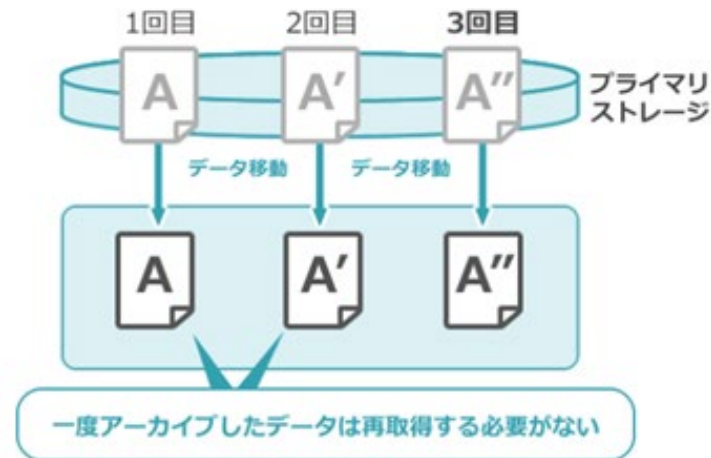 1回目 2回目 3回目
A A′ A″
プライマリ
ストレージ
データ移動 データ移動
A A′ A″
一度アーカイブしたデータは再取得する必要がない